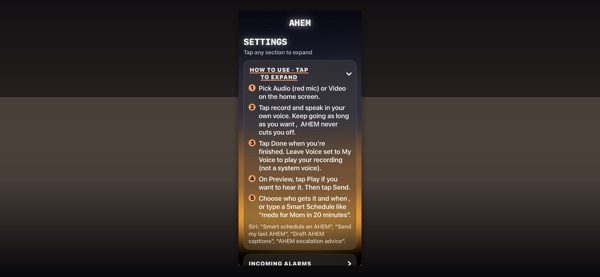 AHEM
SETTINGS
Tap any section to expand
HOW TO USE · TAP
TO EXPAND
1 Pick Audio (red mic) or Video
on the home screen.
2 Tap record and speak in your
own voice. Keep going as long
as you want , AHEM never
cuts you off.
3 Tap Done when you're
finished. Leave Voice set to My
Voice to play your recording
(not a system voice).
4 On Preview, tap Play if you
want to hear it. Then tap Send.
5 Choose who gets it and when ,
or type a Smart Schedule like
"meds for Mom in 20 minutes".
Siri: "Smart schedule an AHEM", "Send
my last AHEM", "Draft AHEM
captions", "AHEM escalation advice".
INCOMING ALARMS